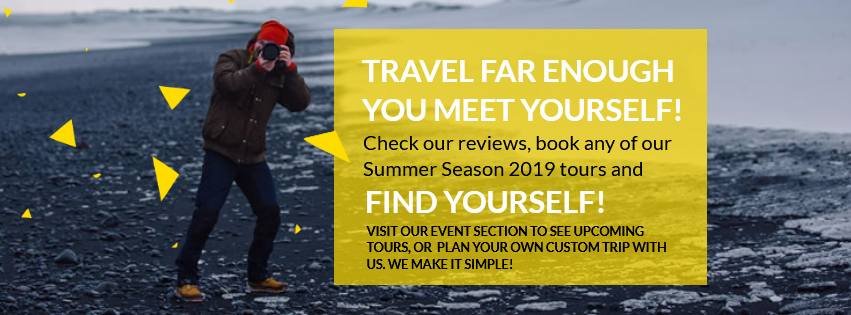 TRAVEL FAR ENOUGH
YOU MEET YOURSELF!
Check our reviews, book any of our
Summer Season 2019 tours and
FIND YOURSELF!
VISIT OUR EVENT SECTION TO SEE UPCOMING
TOURS, OR PLAN YOUR OWN CUSTOM TRIP WITH
US. WE MAKE IT SIMPLE!